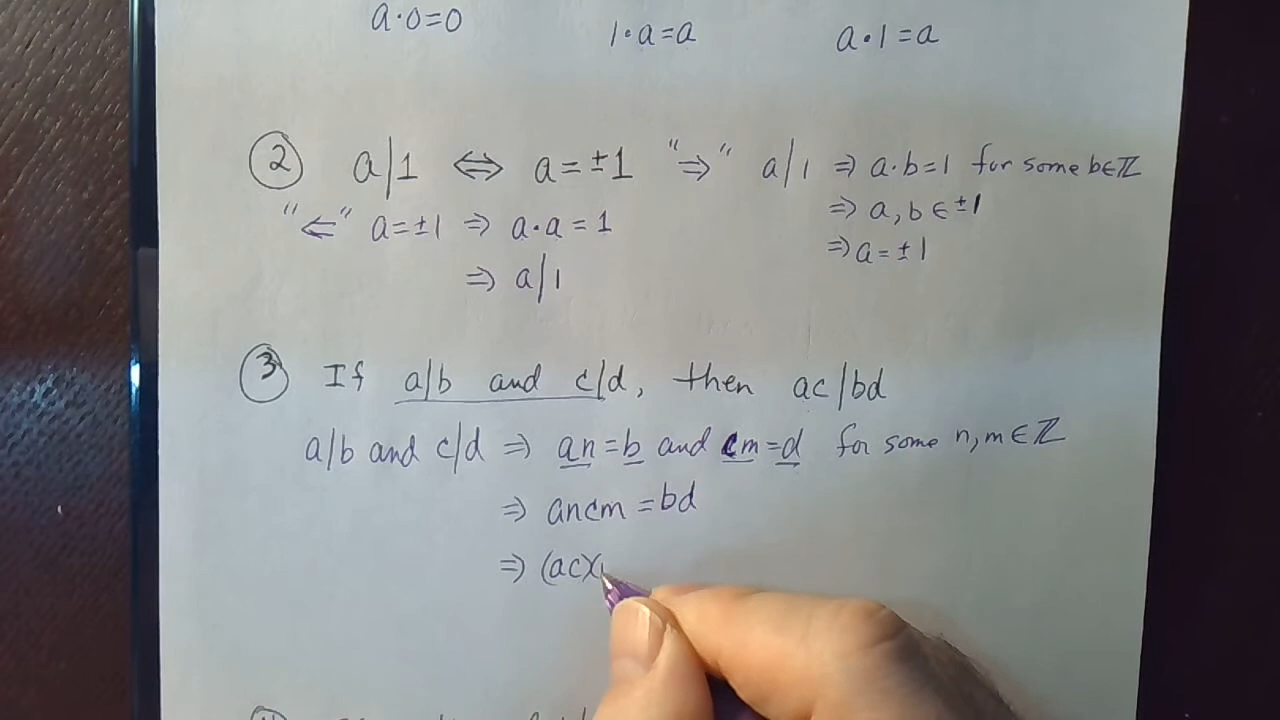 a·0=0 1·a=a a·1=a
② a|1 ⇔ a=±1 "⇒" a|1 ⇒ a·b=1 for some b∈ℤ
"⇐" a=±1 ⇒ a·a=1 ⇒ a,b∈±1
⇒ a|1 ⇒ a=±1
③ If a|b and c|d, then ac|bd
a|b and c|d ⇒ an=b and cm=d for some n,m∈ℤ
⇒ ancm=bd
⇒ (ac)(